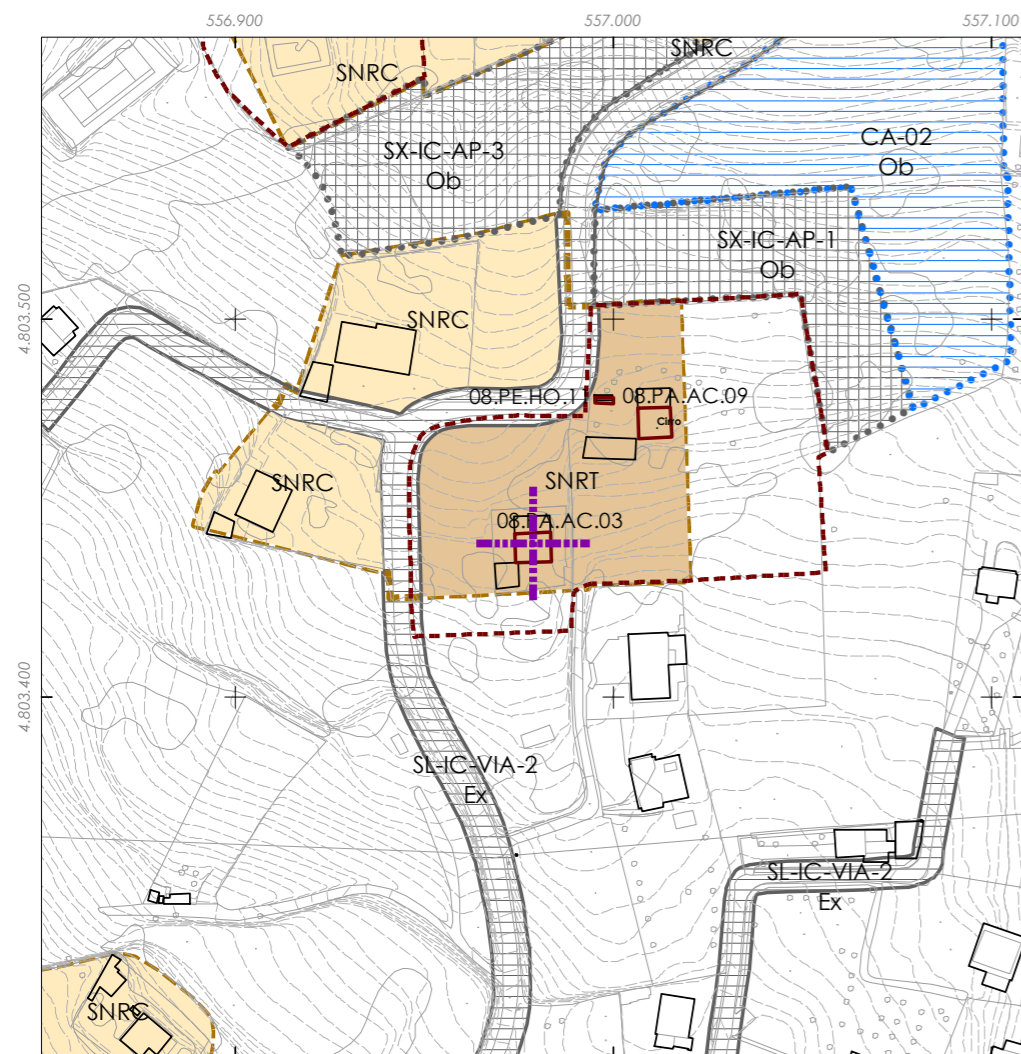 556.900
557.000
557.100
SNRC
SNRC
SX-IC-AP-3
Ob
CA-02
Ob
SX-IC-AP-1
Ob
4.803.500
SNRC
08.PE.HO.1
08.PA.AC.09
Cirro
SNRC
SNRT
08.PA.AC.03
4.803.400
SL-IC-VIA-2
Ex
SL-IC-VIA-2
Ex
SNRC